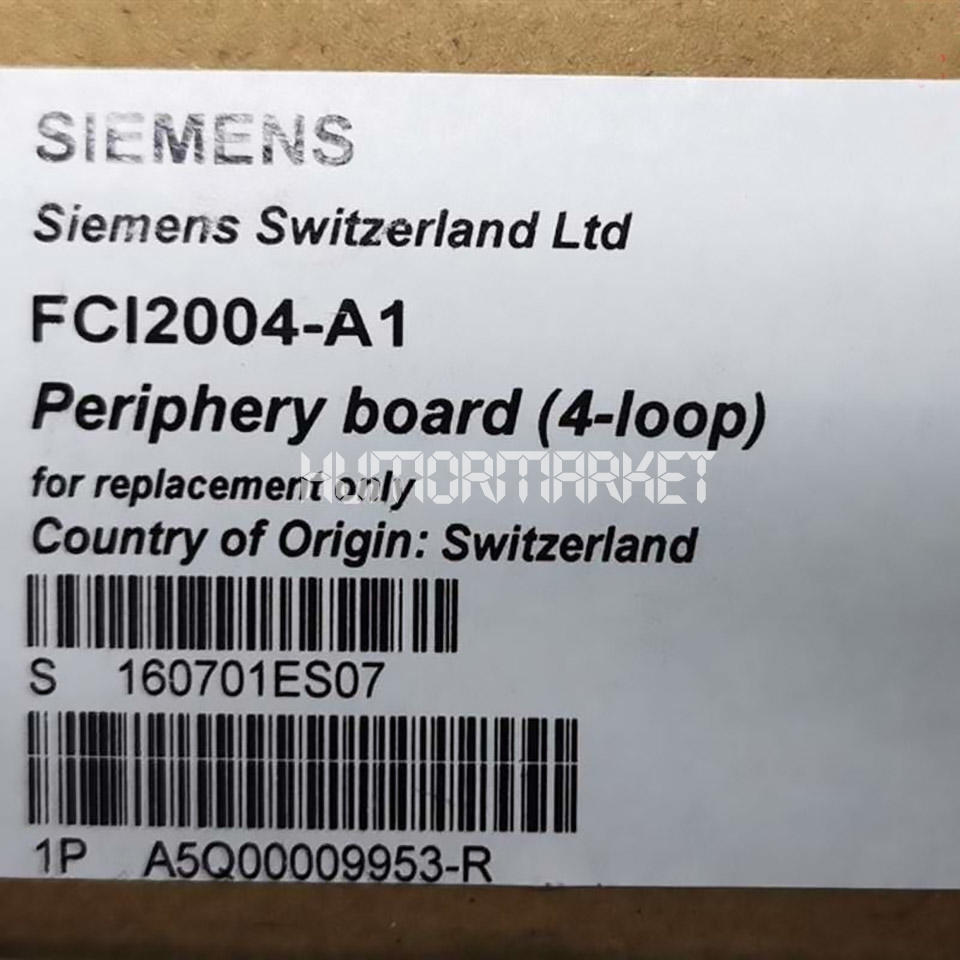 SIEMENS
Siemens Switzerland Ltd
FCI2004-A1
Periphery board (4-loop)
for replacement only
HUMORMARKET
Country of Origin: Switzerland
S 160701ES07
1P A5Q00009953-R